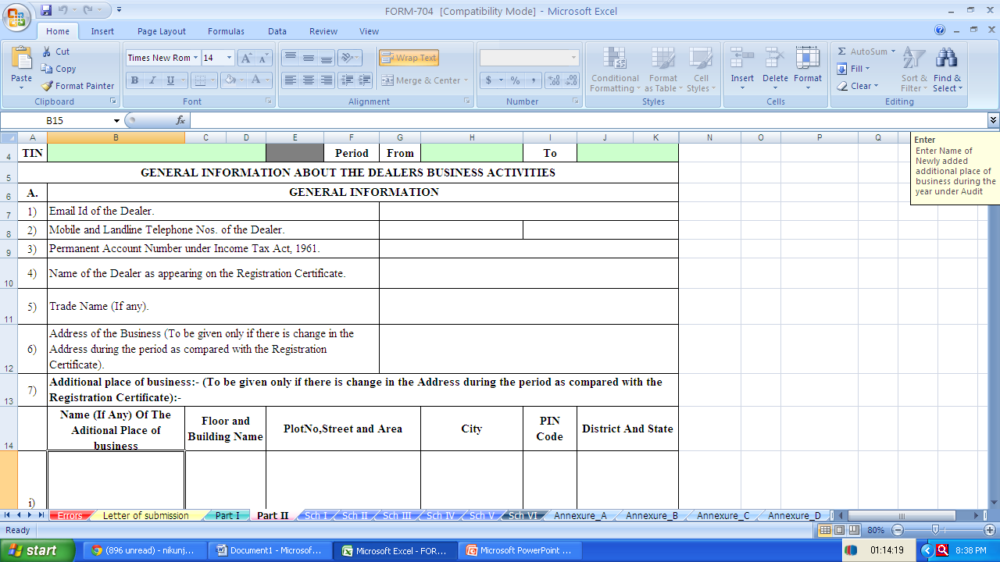 FORM-704 [Compatibility Mode] - Microsoft Excel
Home Insert Page Layout Formulas Data Review View
Paste
Cut
Copy
Format Painter
Times New Rom 14
B I U A
Wrap Text
Merge & Center
$ % ,
Conditional Formatting
Format as Table
Cell Styles
Insert Delete Format
Σ AutoSum
Fill
Clear
Sort & Filter
Find & Select
Clipboard Font Alignment Number Styles Cells Editing
B15 fx
A B C D E F G H I J K N O P Q
Enter
Enter Name of
Newly added
additional place of
business during the
year under Audit
4 TIN Period From To
5 GENERAL INFORMATION ABOUT THE DEALERS BUSINESS ACTIVITIES
6 A. GENERAL INFORMATION
7 1) Email Id of the Dealer.
8 2) Mobile and Landline Telephone Nos. of the Dealer.
9 3) Permanent Account Number under Income Tax Act, 1961.
10 4) Name of the Dealer as appearing on the Registration Certificate.
11 5) Trade Name (If any).
12 6) Address of the Business (To be given only if there is change in the
Address during the period as compared with the Registration
Certificate).
13 7) Additional place of business:- (To be given only if there is change in the Address during the period as compared with the
Registration Certificate):-
14 Name (If Any) Of The
Aditional Place of
business
Floor and
Building Name
PlotNo,Street and Area
City
PIN
Code
District And State
i)
Errors Letter of submission Part I Part II Sch I Sch II Sch III Sch IV Sch V Sch VI Annexure_A Annexure_B Annexure_C Annexure_D
Ready 80%
start (896 unread) - nikunj... Document1 - Microsof... Microsoft Excel - FOR... Microsoft PowerPoint ... 01:14:19 8:38 PM